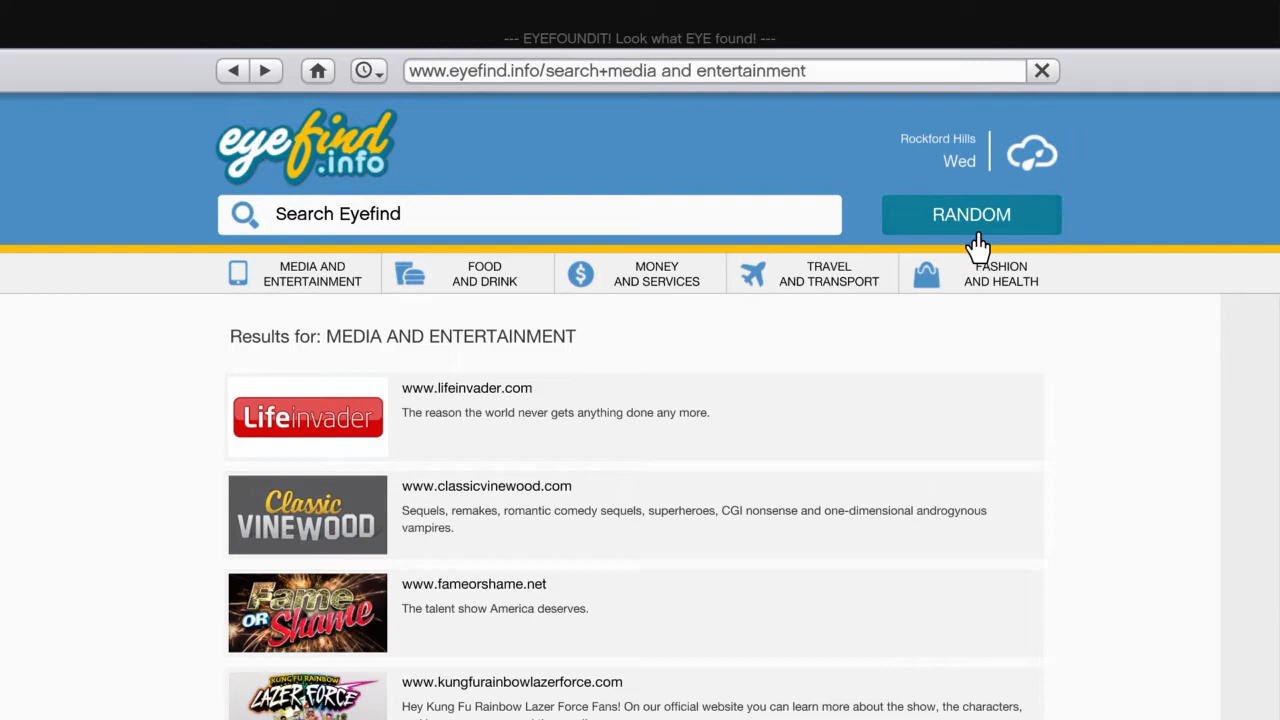 --- EYEFOUNDIT! Look what EYE found! ---
www.eyefind.info/search+media and entertainment
eyefind
.info
Rockford Hills
Wed
Search Eyefind
RANDOM
MEDIA AND
ENTERTAINMENT
FOOD
AND DRINK
MONEY
AND SERVICES
TRAVEL
AND TRANSPORT
FASHION
AND HEALTH
Results for: MEDIA AND ENTERTAINMENT
Lifeinvader
www.lifeinvader.com
The reason the world never gets anything done any more.
Classic
VINEWOOD
www.classicvinewood.com
Sequels, remakes, romantic comedy sequels, superheroes, CGI nonsense and one-dimensional androgynous
vampires.
Fame
OR Shame
www.fameorshame.net
The talent show America deserves.
KUNG FU RAINBOW
LAZER FORCE
www.kungfurainbowlazerforce.com
Hey Kung Fu Rainbow Lazer Force Fans! On our official website you can learn more about the show, the characters,